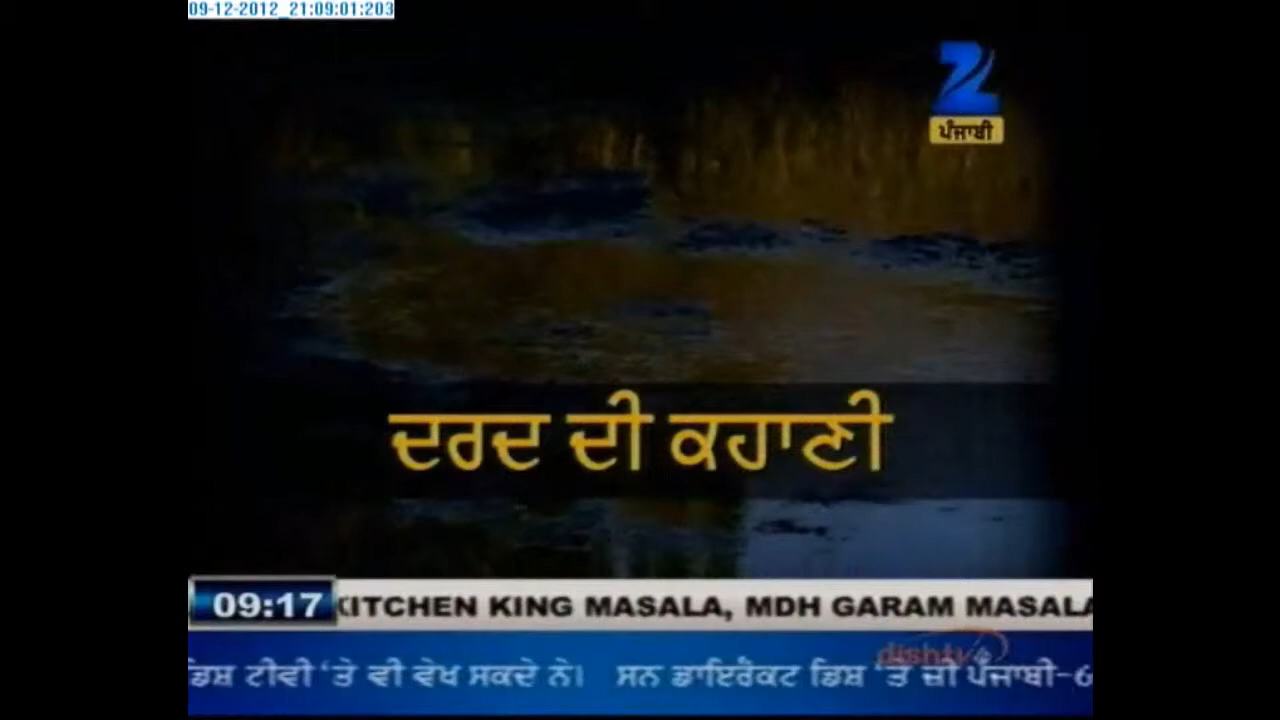 09-12-2012_21:09:01:203
Z
ਪੰਜਾਬੀ
ਦਰਦ ਦੀ ਕਹਾਣੀ
09:17 KITCHEN KING MASALA, MDH GARAM MASALA
dishtv
ਡਿਸ਼ ਟੀਵੀ ‘ਤੇ ਵੀ ਵੇਖ ਸਕਦੇ ਨੇ। ਸਨ ਡਾਇਰੈਕਟ ਡਿਸ਼ ‘ਤੇ ਜ਼ੀ ਪੰਜਾਬੀ-6